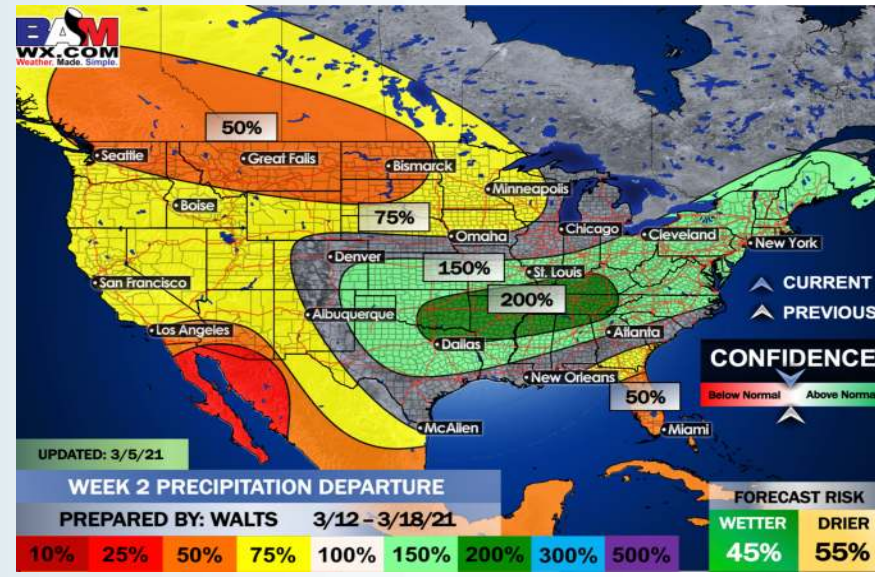 BAM
WX.COM
Weather. Made. Simple.
50%
Seattle
Great Falls
Bismarck
Minneapolis
Boise
75%
Omaha
Chicago
Cleveland
New York
Denver
150%
St. Louis
San Francisco
200%
CURRENT
Albuquerque
PREVIOUS
Los Angeles
Dallas
Atlanta
CONFIDENCE
New Orleans
Below Normal
Above Norma
50%
McAllen
Miami
UPDATED: 3/5/21
WEEK 2 PRECIPITATION DEPARTURE
PREPARED BY: WALTS 3/12 – 3/18/21
10% 25% 50% 75% 100% 150% 200% 300% 500%
FORECAST RISK
WETTER DRIER
45% 55%